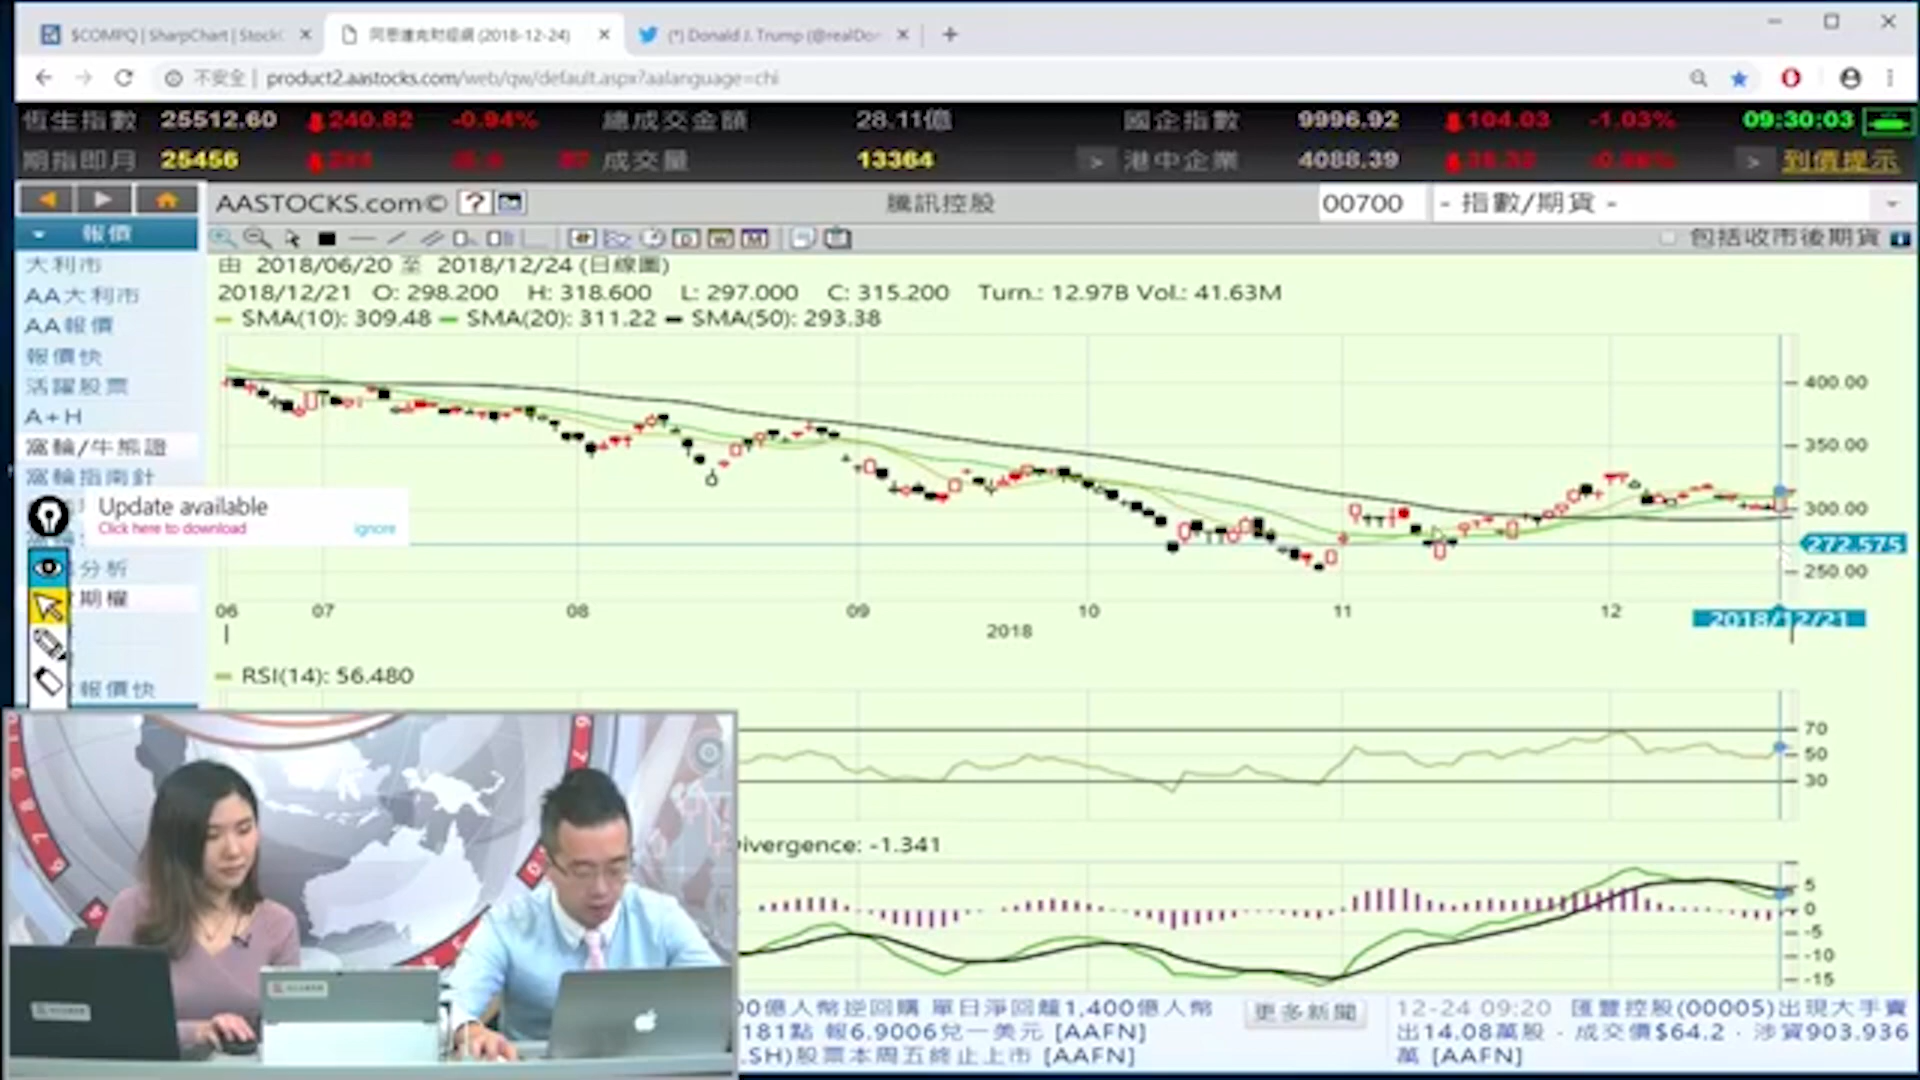 $COMPQ | SharpChart | StockC
阿思達克財經網 (2018-12-24)
(*) Donald J. Trump (@realDon
不安全 | product2.aastocks.com/web/qw/default.aspx?aalanguage=chi
恆生指數 25512.60 240.82 -0.94% 總成交金額 28.11億 國企指數 9996.92 104.03 -1.03% 09:30:03
期指即月 25456 成交量 13364 > 港中企業 4088.39 > 到價提示
AASTOCKS.com© ? 騰訊控股 00700 - 指數/期貨 -
報價
包括收市後期貨
大利市
AA大利市
AA報價
報價快
活躍股票
A+H
窩輪/牛熊證
窩輪指南針
分析
期權
報價快
Update available
Click here to download ignore
由 2018/06/20 至 2018/12/24 (日線圖)
2018/12/21 O: 298.200 H: 318.600 L: 297.000 C: 315.200 Turn.: 12.97B Vol.: 41.63M
SMA(10): 309.48 SMA(20): 311.22 SMA(50): 293.38
400.00
350.00
300.00
272.575
250.00
06 07 08 09 10 11 12
2018
2018/12/21
RSI(14): 56.480
70
50
30
ivergence: -1.341
5
0
-5
-10
-15
00億人幣逆回購 單日淨回籠1,400億人幣
181點 報6.9006兌一美元 [AAFN]
.SH)股票本周五終止上市 [AAFN]
更多新聞
12-24 09:20 匯豐控股(00005)出現大手賣
出14.08萬股﹒成交價$64.2﹒涉資903.936
萬 [AAFN]